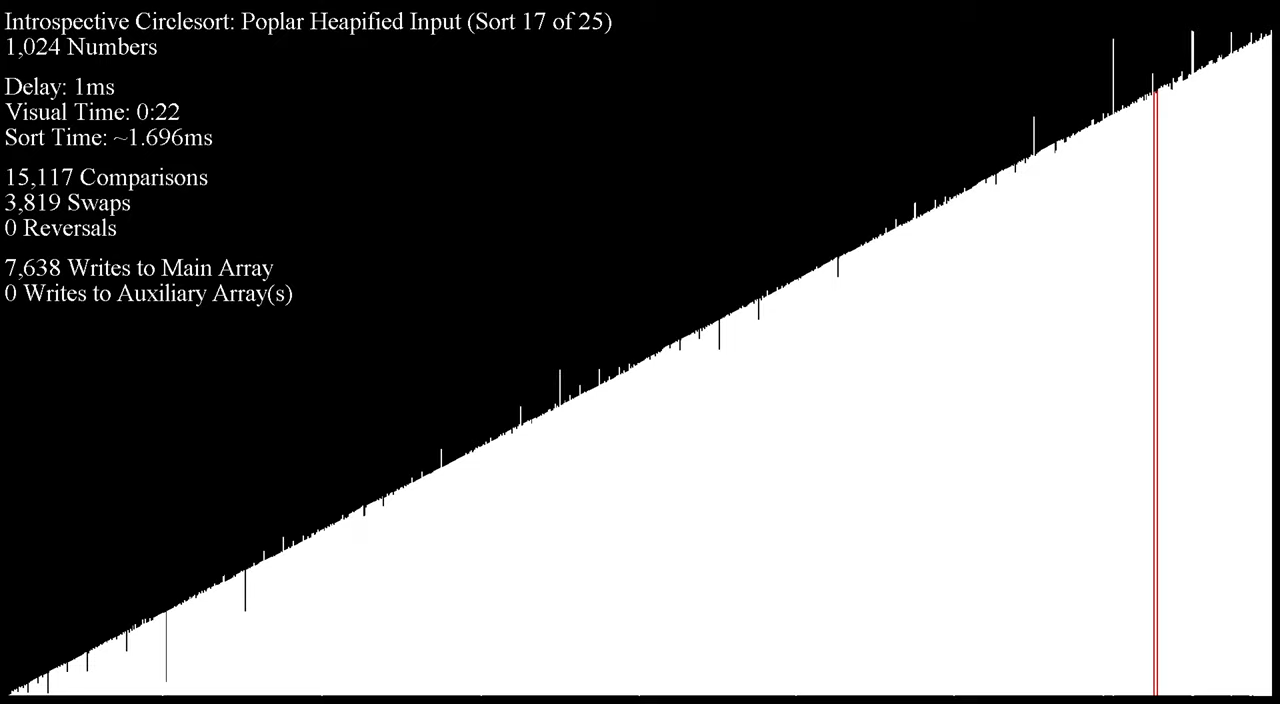 Introspective Circlesort: Poplar Heapified Input (Sort 17 of 25)
1,024 Numbers
Delay: 1ms
Visual Time: 0:22
Sort Time: ~1.696ms
15,117 Comparisons
3,819 Swaps
0 Reversals
7,638 Writes to Main Array
0 Writes to Auxiliary Array(s)